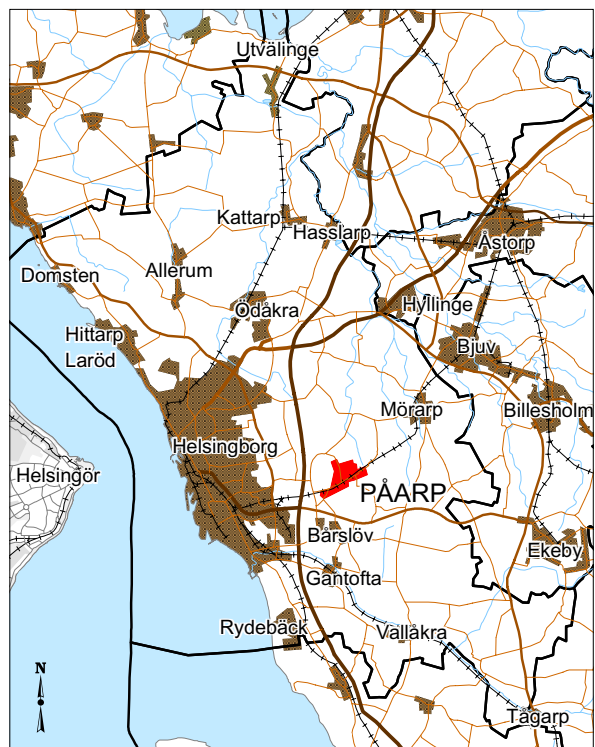 Utvälinge
Kattarp
Hasslarp
Åstorp
Domsten
Allerum
Ödåkra
Hyllinge
Hittarp
Laröd
Bjuv
Mörarp
Billesholm
Helsingborg
Helsingör
PÅARP
Bårslöv
Ekeby
Gantofta
Rydebäck
Vallåkra
N
Tågarp